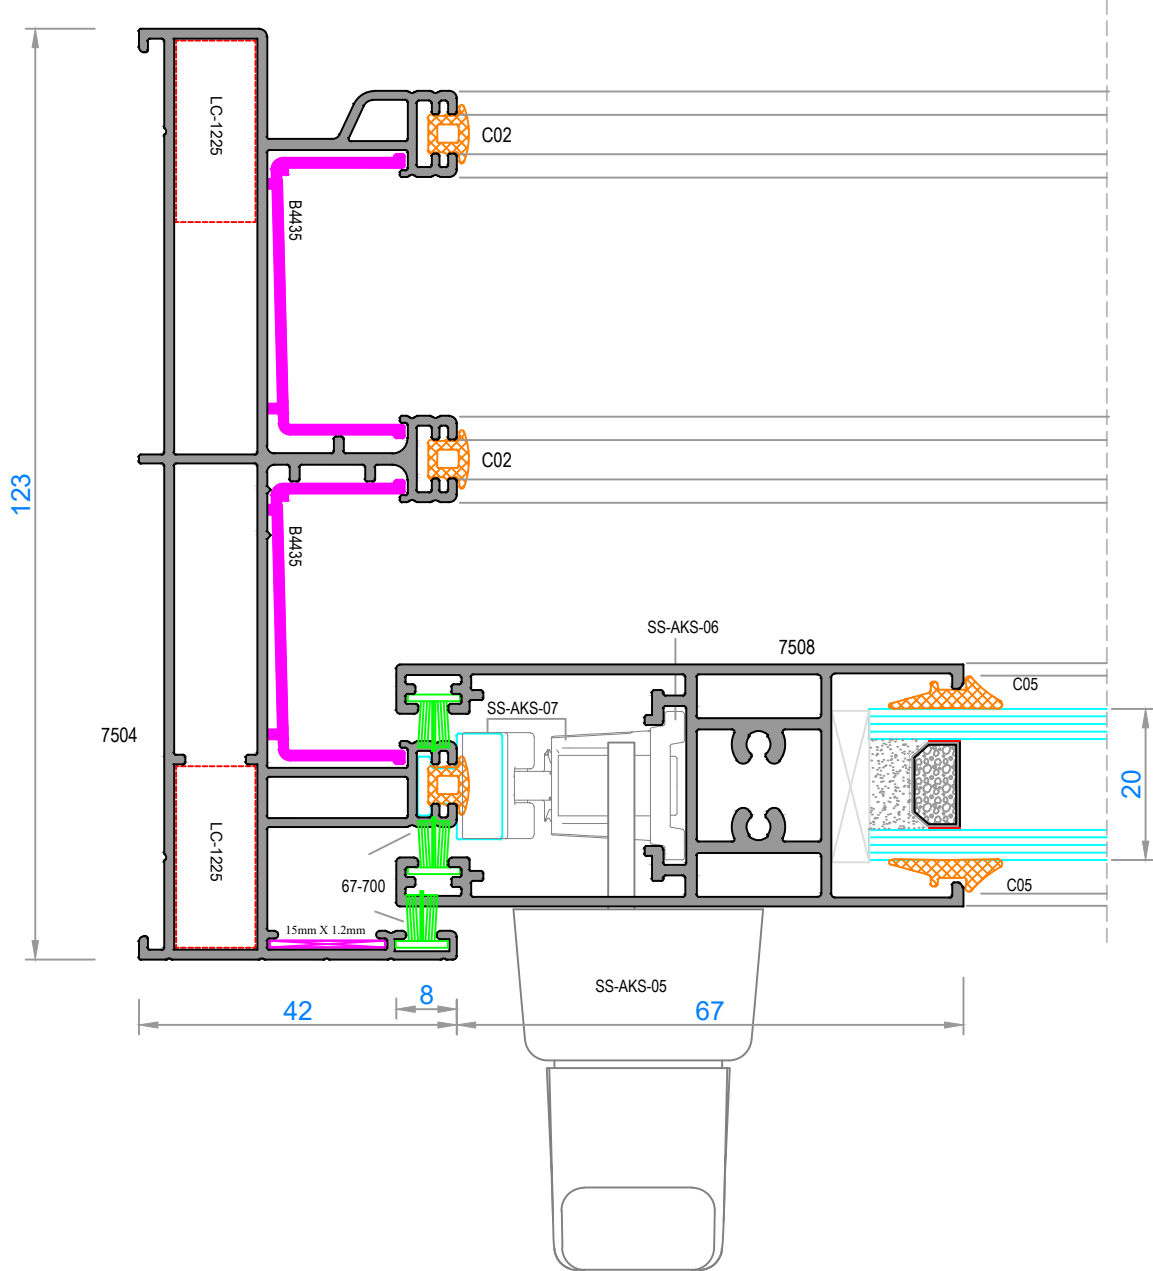 LC-1225
C02
B4435
C02
123
B4435
SS-AKS-06
7508
C05
SS-AKS-07
7504
20
LC-1225
67-700
C05
15mm X 1.2mm
SS-AKS-05
8
42
67